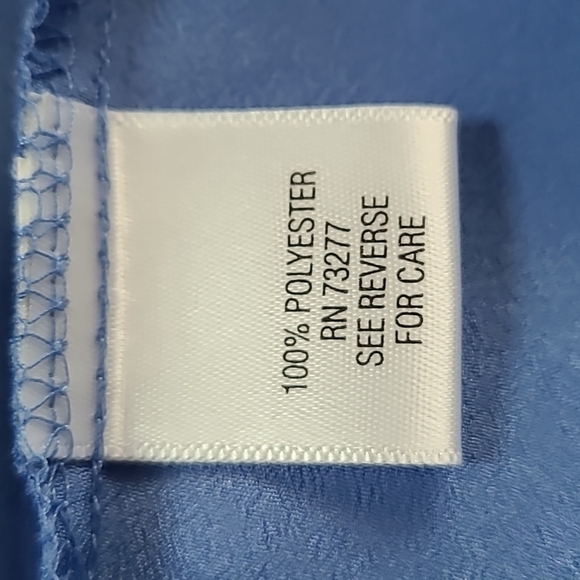 100% POLYESTER
RN 73277
SEE REVERSE
FOR CARE